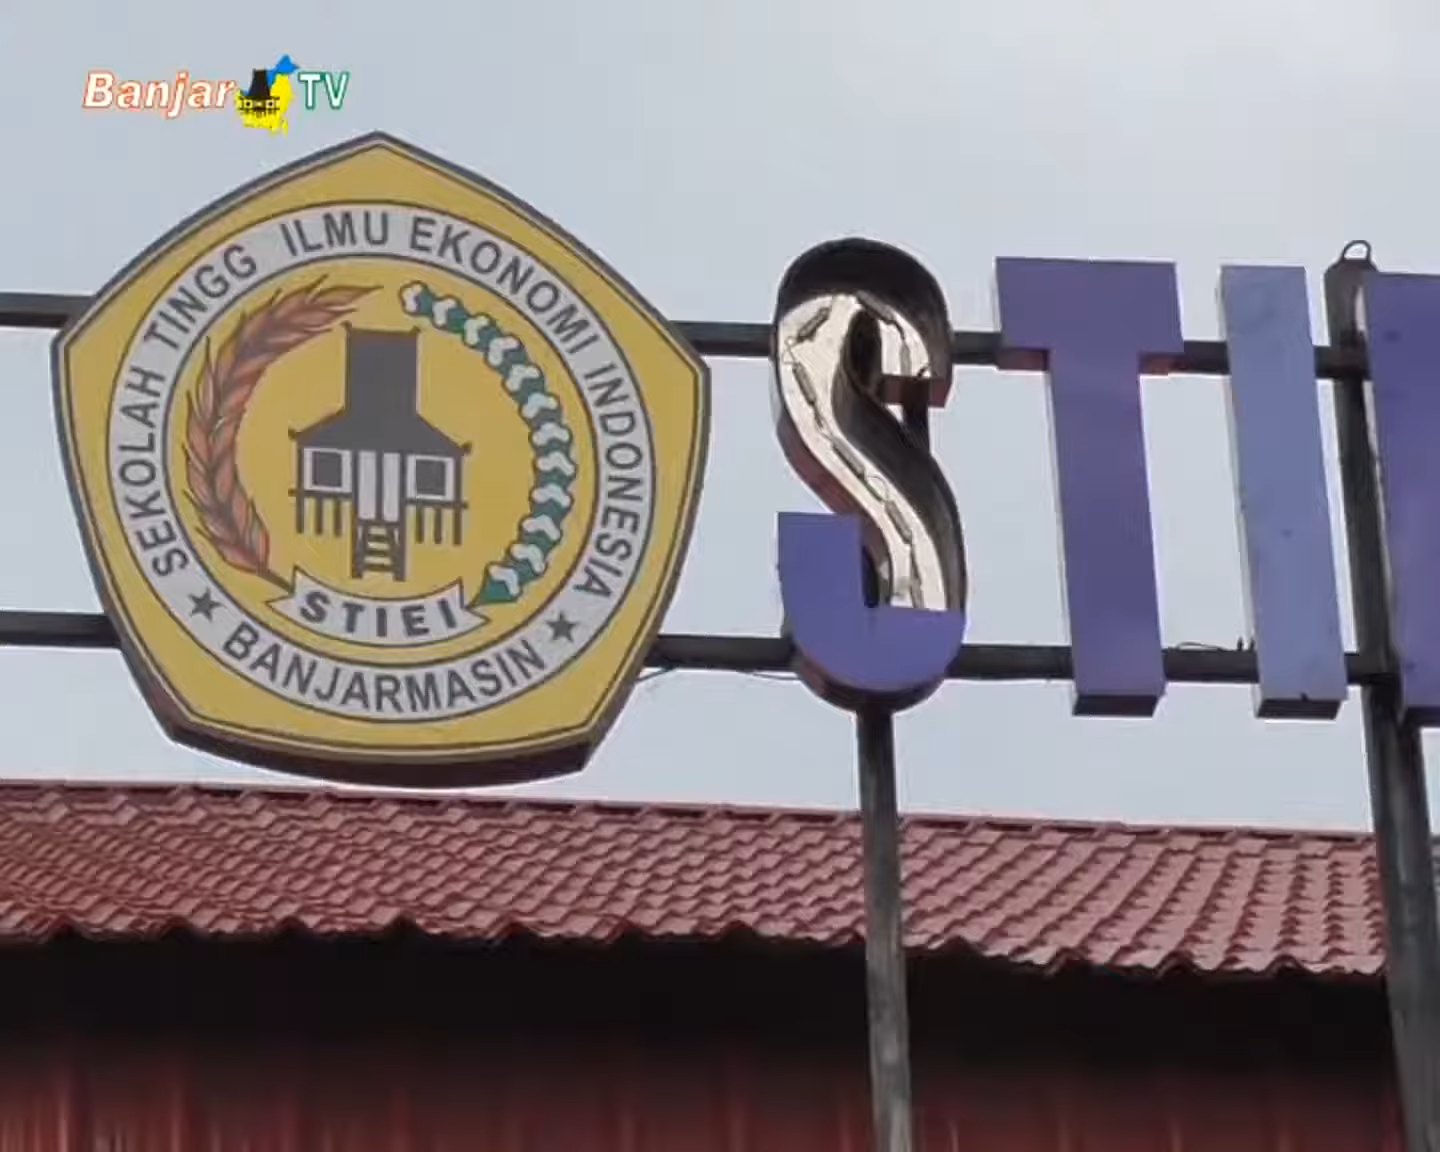 Banjar TV
SEKOLAH TINGG ILMU EKONOMI INDONESIA
STIEI
★ BANJARMASIN ★
STI